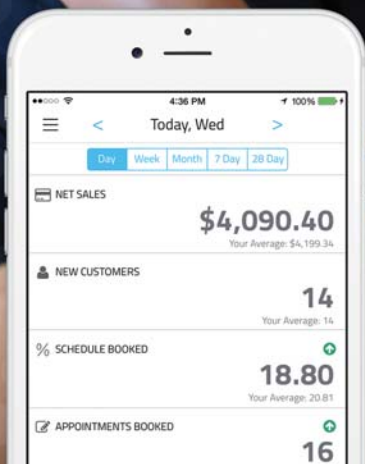 4:36 PM
100%
Today, Wed
Day Week Month 7 Day 28 Day
NET SALES
$4,090.40
Your Average: $4,199.34
NEW CUSTOMERS
14
Your Average: 14
% SCHEDULE BOOKED
18.80
Your Average: 20.81
APPOINTMENTS BOOKED
16